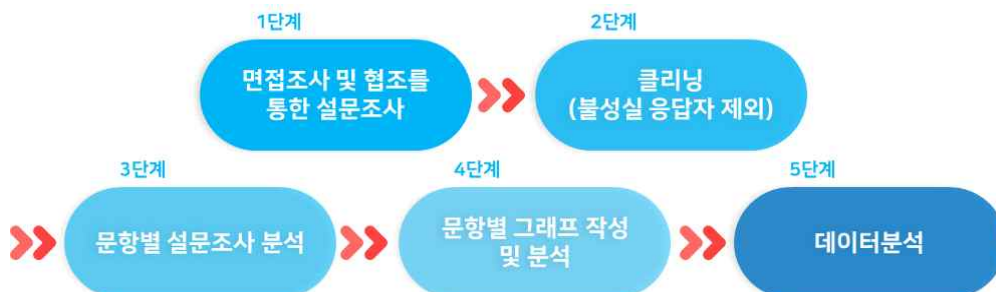 1단계
면접조사 및 협조를
통한 설문조사
2단계
클리닝
(불성실 응답자 제외)
3단계
문항별 설문조사 분석
4단계
문항별 그래프 작성
및 분석
5단계
데이터분석